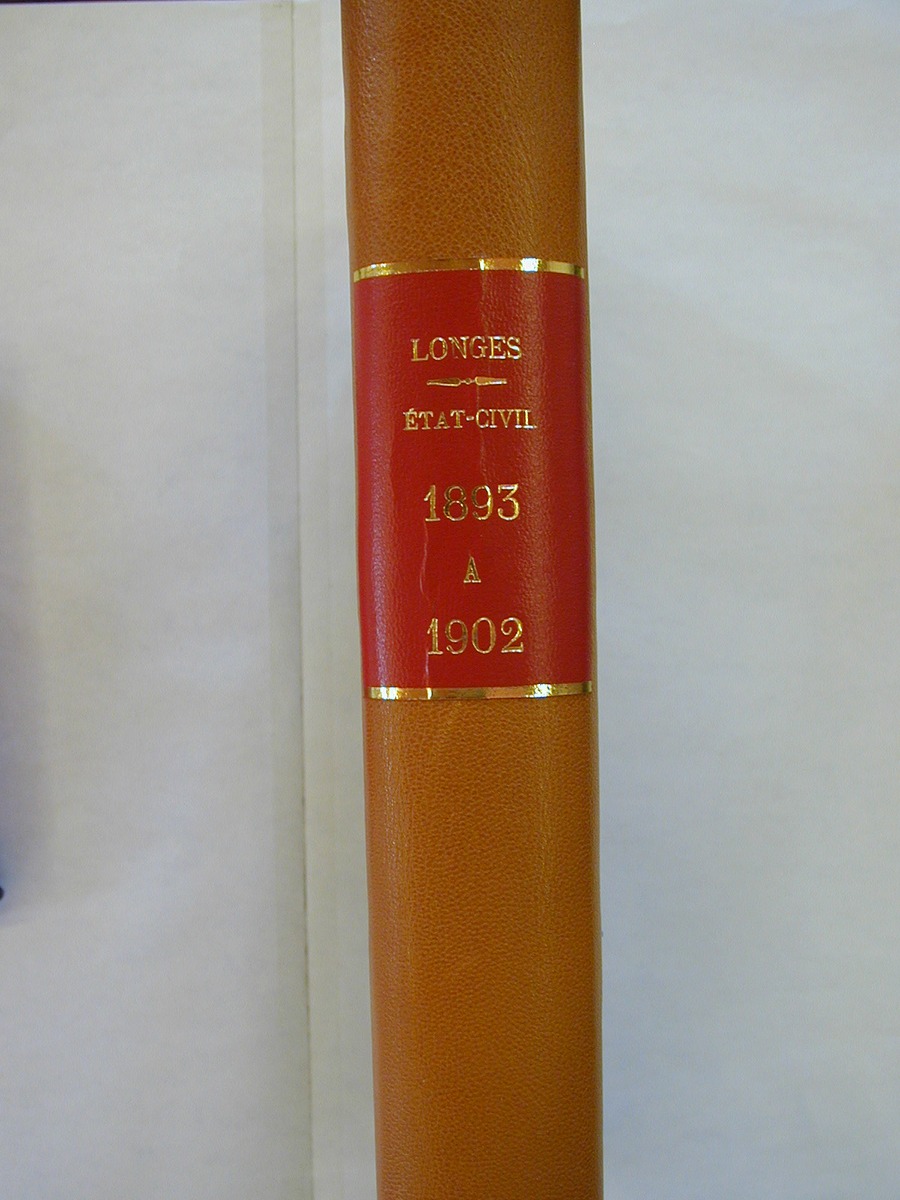 LONGES
ÉTAT-CIVIL
1893
A
1902